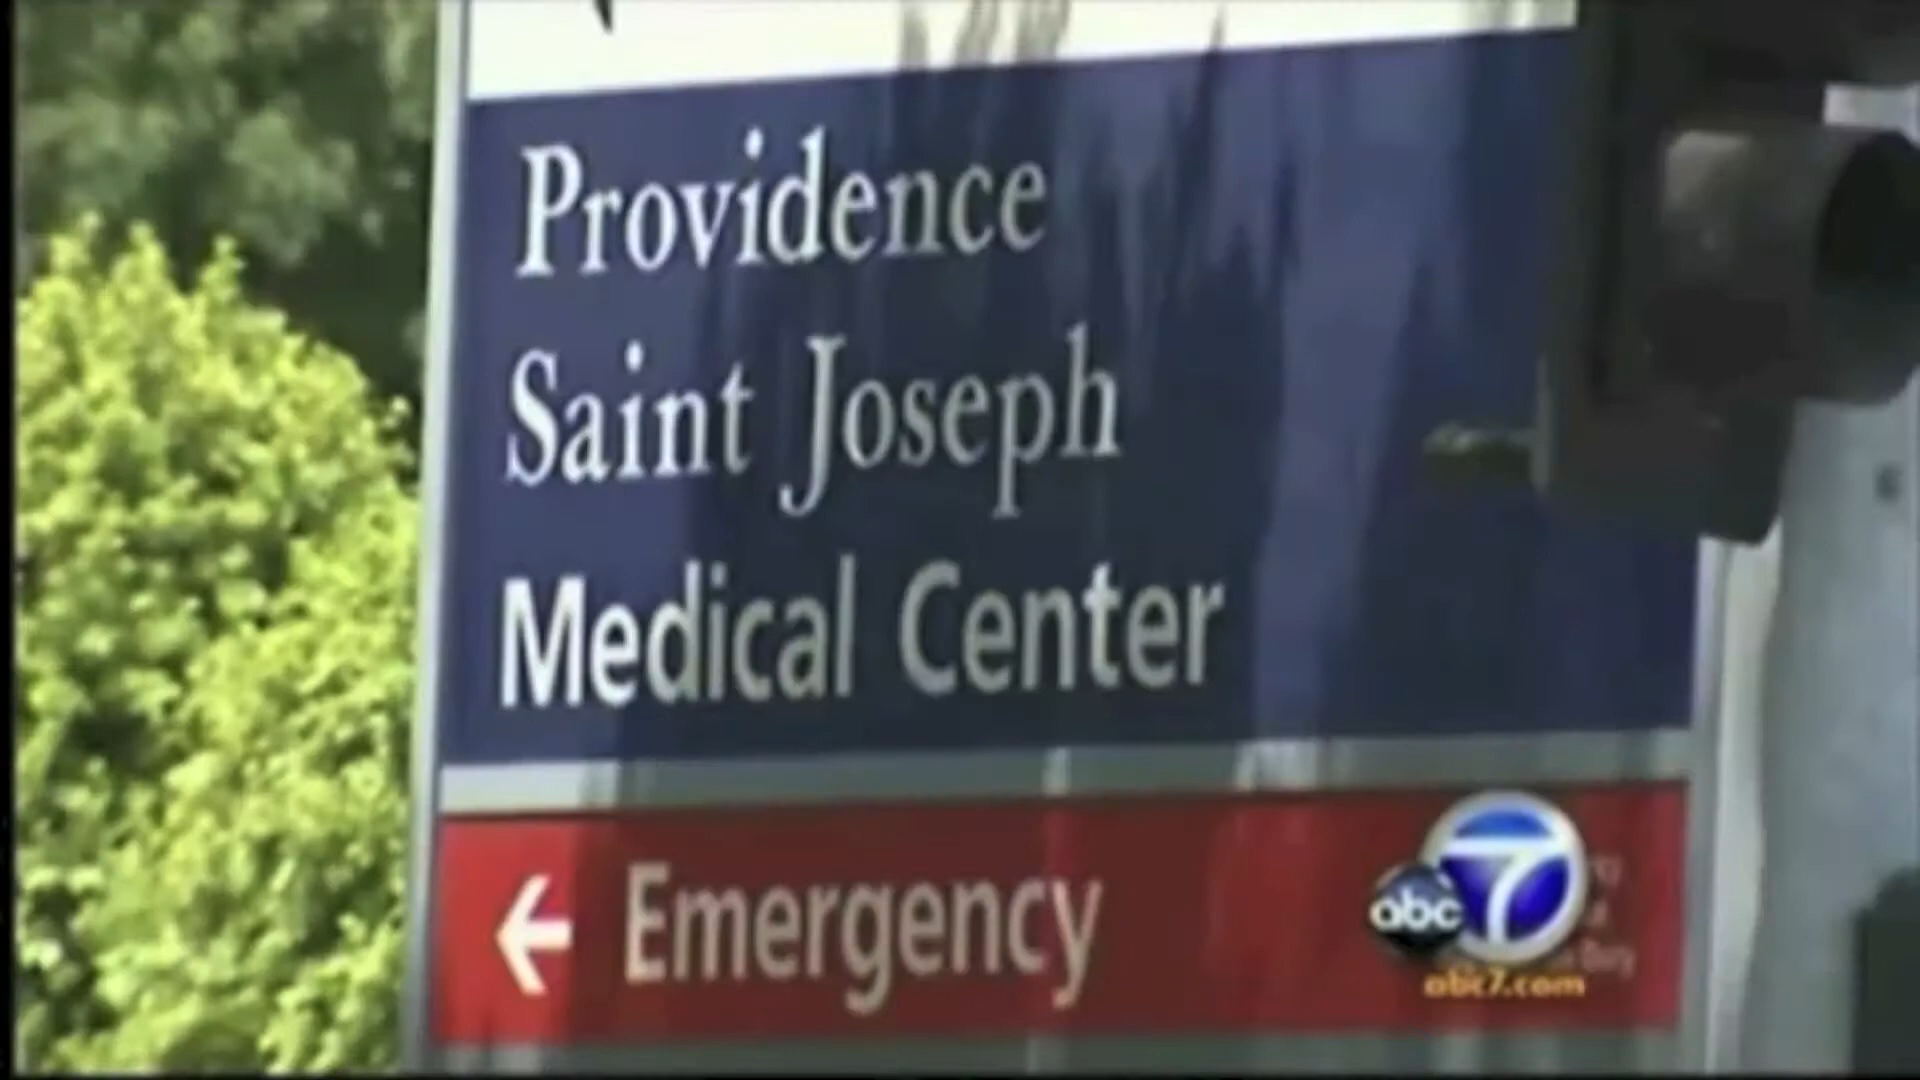 Providence
Saint Joseph
Medical Center
← Emergency
abc 7
abc7.com